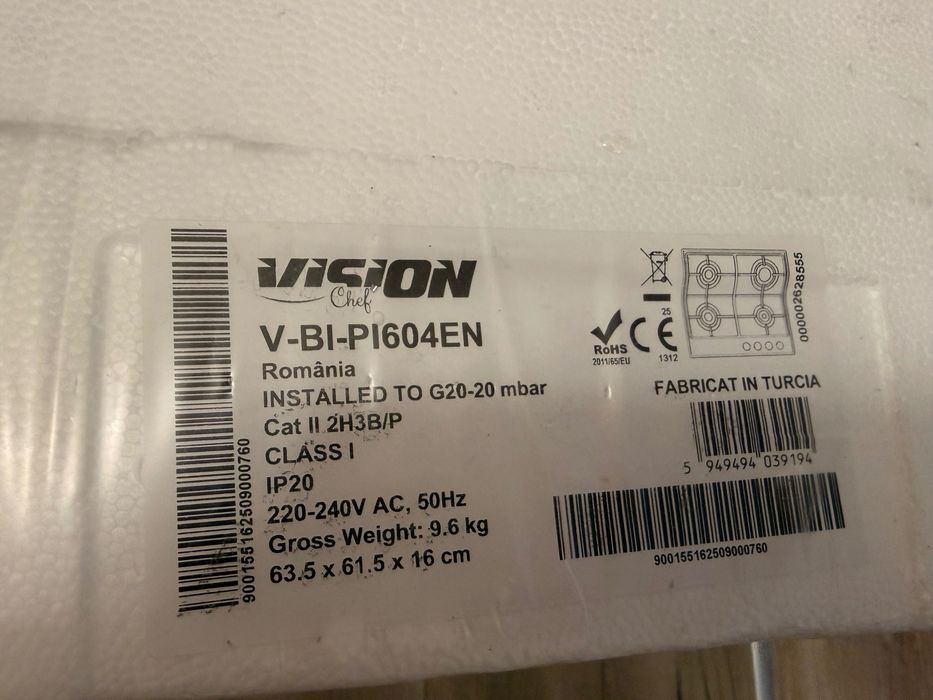 VISION
Chef
V-BI-PI604EN
România
INSTALLED TO G20-20 mbar
Cat II 2H3B/P
CLASS I
IP20
220-240V AC, 50Hz
Gross Weight: 9.6 kg
63.5 x 61.5 x 16 cm
9001551625090000760
RoHS
2011/65/EU
CE
25
1312
000002628555
FABRICAT IN TURCIA
5 949494 039194
900155162509000760